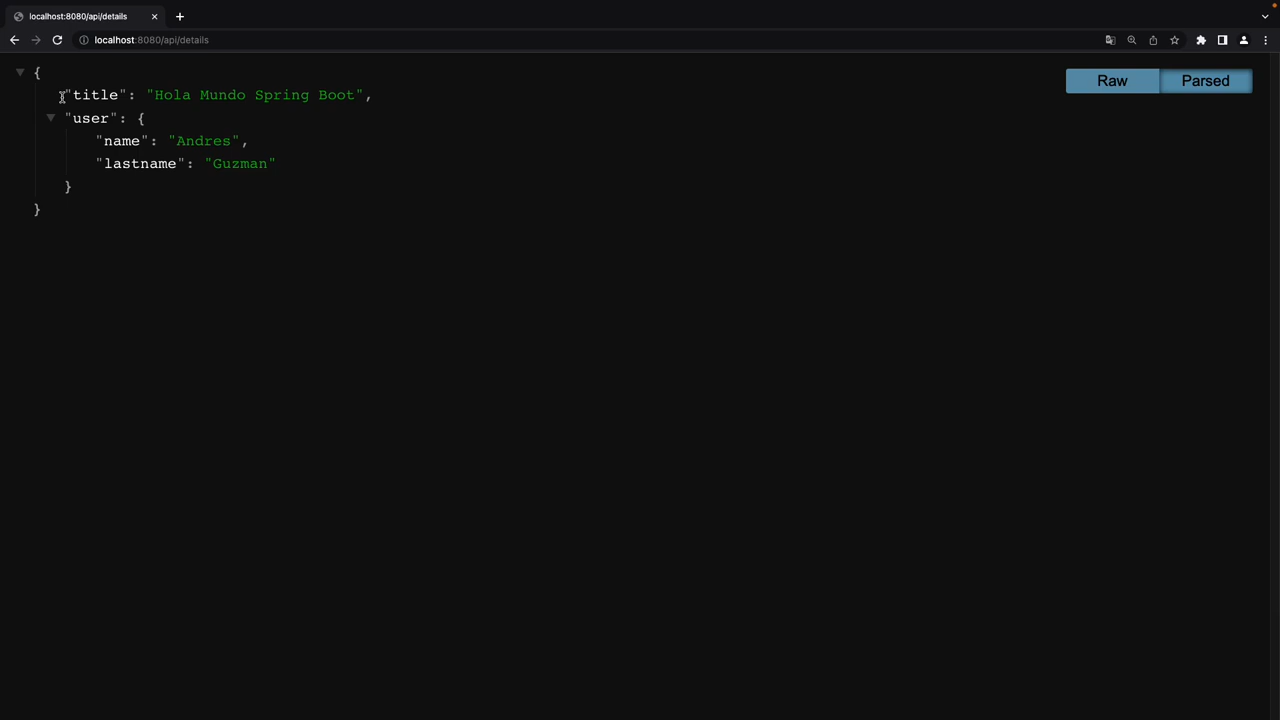 localhost:8080/api/details
localhost:8080/api/details
{
"title": "Hola Mundo Spring Boot",
"user": {
"name": "Andres",
"lastname": "Guzman"
}
}
Raw Parsed